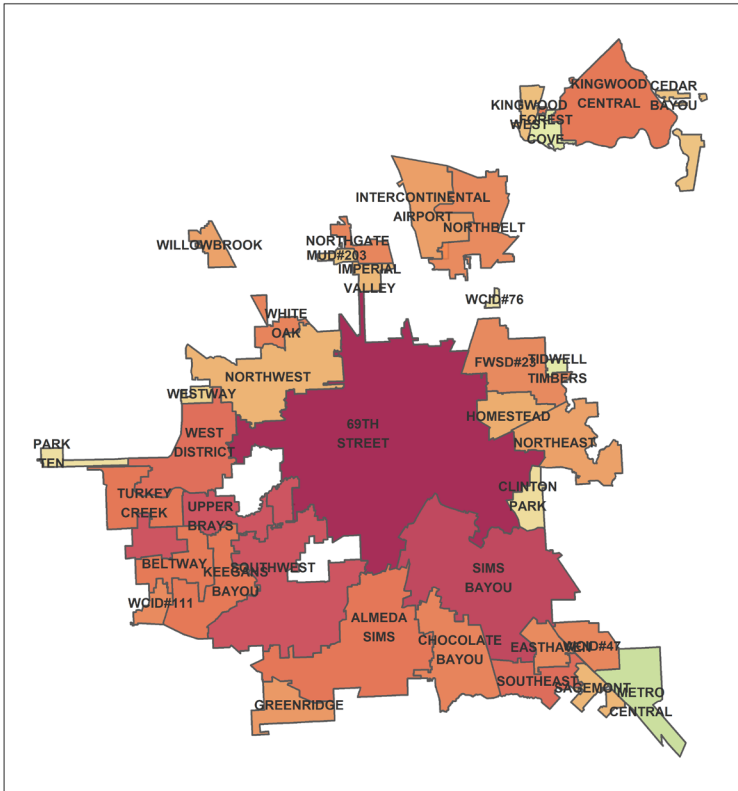 KINGWOOD
CENTRAL
CEDAR
BAYOU
KINGWOOD
WEST
FOREST
COVE
INTERCONTINENTAL
AIRPORT
NORTHBELT
WILLOWBROOK
NORTHGATE
MUD#203
IMPERIAL
VALLEY
WCID#76
WHITE
OAK
FWSD#23
TIDWELL
TIMBERS
NORTHWEST
WESTWAY
HOMESTEAD
69TH
STREET
WEST
DISTRICT
NORTHEAST
PARK
TEN
CLINTON
PARK
TURKEY
CREEK
UPPER
BRAYS
BELTWAY
KEEGANS
BAYOU
SOUTHWEST
SIMS
BAYOU
WCID#111
ALMEDA
SIMS
CHOCOLATE
BAYOU
EASTHAVEN
WCID#47
SOUTHEAST
SAGEMONT
METRO
CENTRAL
GREENRIDGE